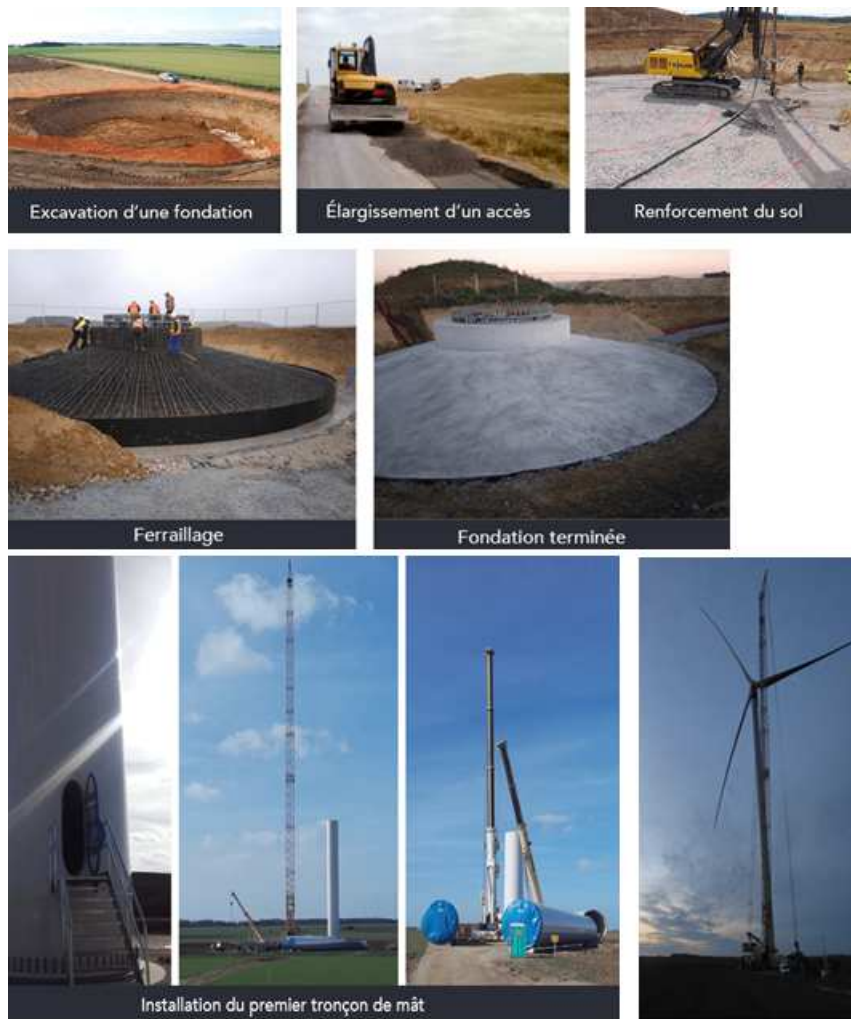 Excavation d'une fondation
Élargissement d'un accès
Renforcement du sol
Ferraillage
Fondation terminée
Installation du premier tronçon de mât